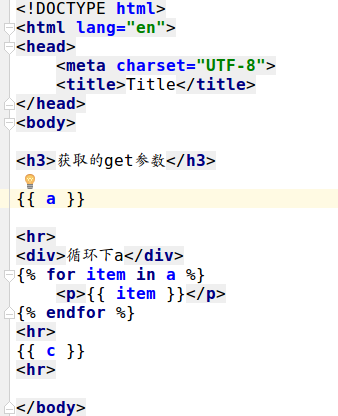 <!DOCTYPE html>
<html lang="en">
<head>
    <meta charset="UTF-8">
    <title>Title</title>
</head>
<body>
<h3>获取的get参数</h3>
{{ a }}
<hr>
<div>循环下a</div>
{% for item in a %}
    <p>{{ item }}</p>
{% endfor %}
<hr>
{{ c }}
<hr>
</body>